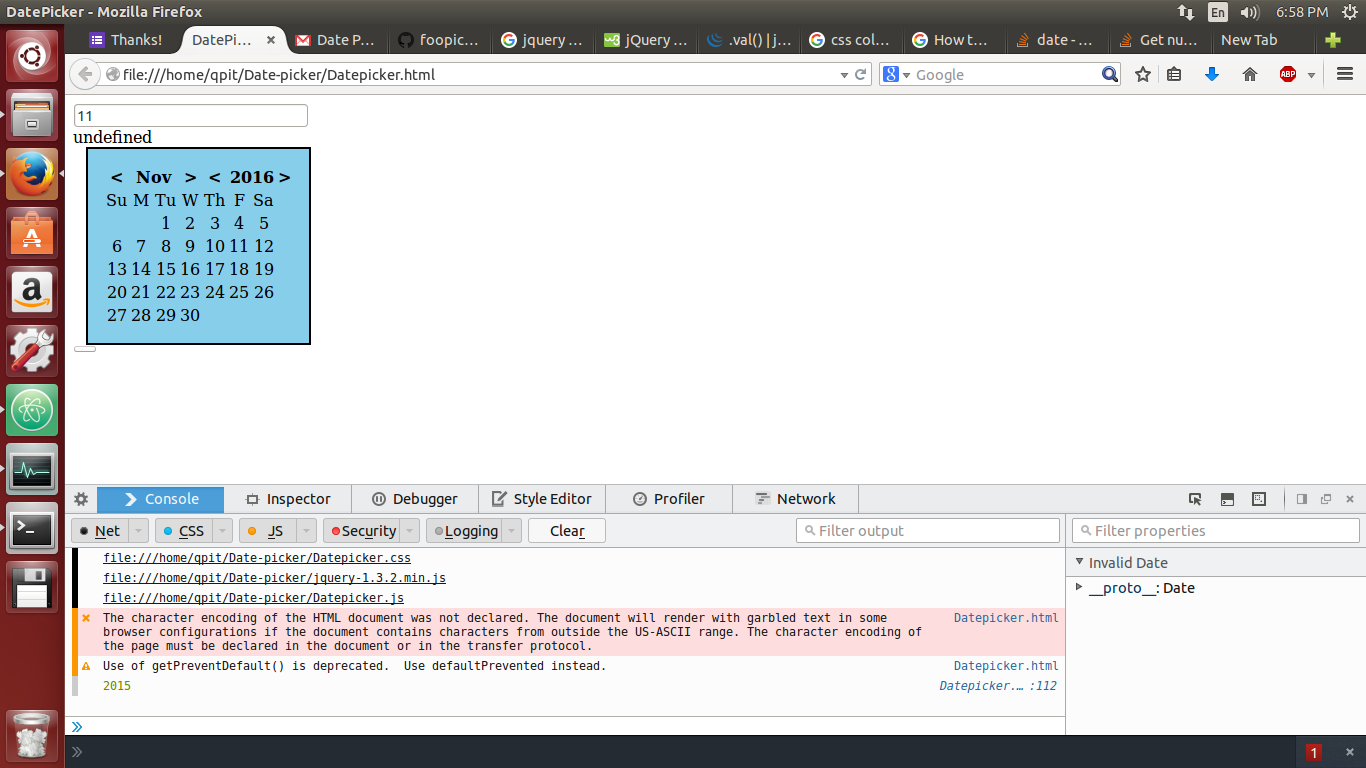 DatePicker - Mozilla Firefox
En
6:58 PM
Thanks!
DatePi...
Date P...
foopic...
jquery ...
jQuery ...
.val() | j...
css col...
How t...
date - ...
Get nu...
New Tab
file:///home/qpit/Date-picker/Datepicker.html
Google
ABP
11
undefined
< Nov > < 2016 >
Su M Tu W Th F Sa
1 2 3 4 5
6 7 8 9 10 11 12
13 14 15 16 17 18 19
20 21 22 23 24 25 26
27 28 29 30
Console
Inspector
Debugger
Style Editor
Profiler
Network
Net
CSS
JS
Security
Logging
Clear
Filter output
Filter properties
file:///home/qpit/Date-picker/Datepicker.css
file:///home/qpit/Date-picker/jquery-1.3.2.min.js
file:///home/qpit/Date-picker/Datepicker.js
The character encoding of the HTML document was not declared. The document will render with garbled text in some
browser configurations if the document contains characters from outside the US-ASCII range. The character encoding of
the page must be declared in the document or in the transfer protocol.
Datepicker.html
Use of getPreventDefault() is deprecated. Use defaultPrevented instead.
Datepicker.html
2015
Datepicker.… :112
Invalid Date
__proto__: Date
1